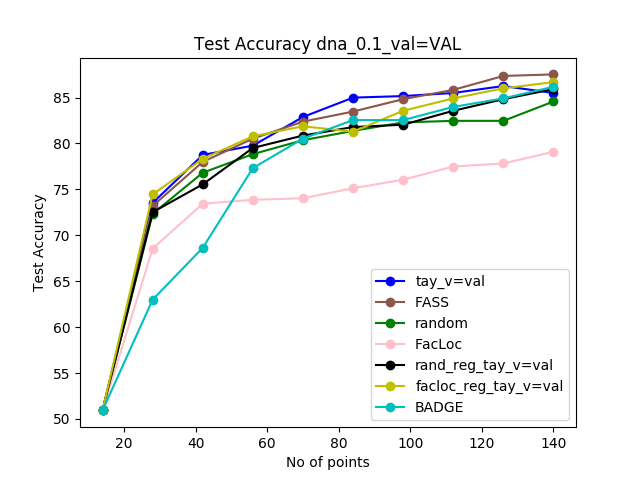 Test Accuracy dna_0.1_val=VAL
Test Accuracy
85
80
75
70
65
60
55
50
20 40 60 80 100 120 140
No of points
tay_v=val
FASS
random
FacLoc
rand_reg_tay_v=val
facloc_reg_tay_v=val
BADGE